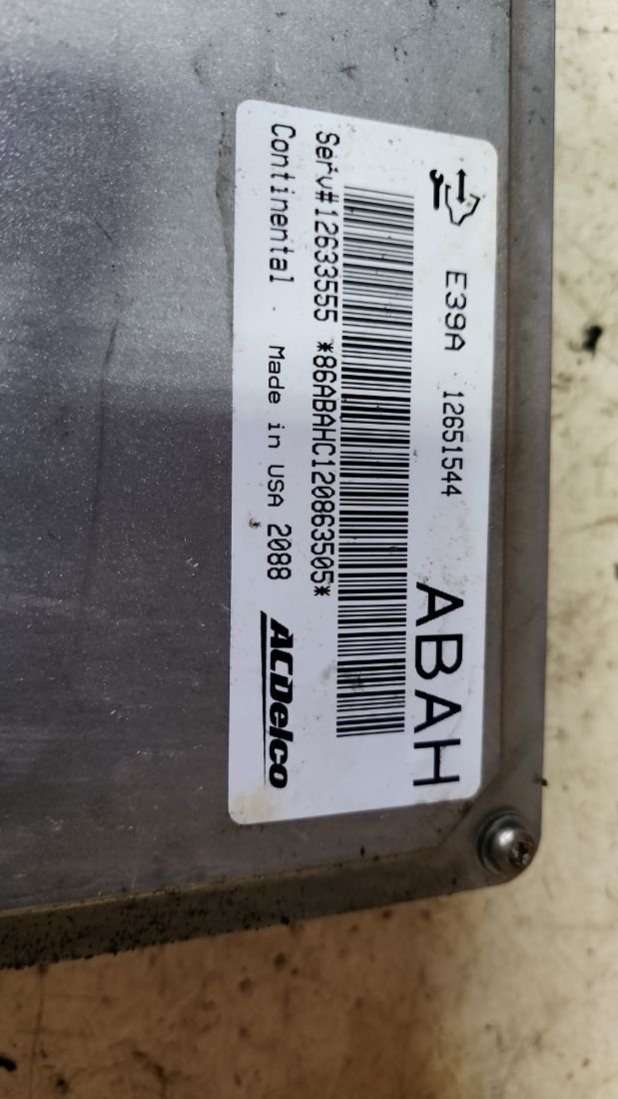 E39A 12651544 ABAH
Serv#12633555 *86ABAHC120863505*
Continental Made in USA 2088 ACDelco